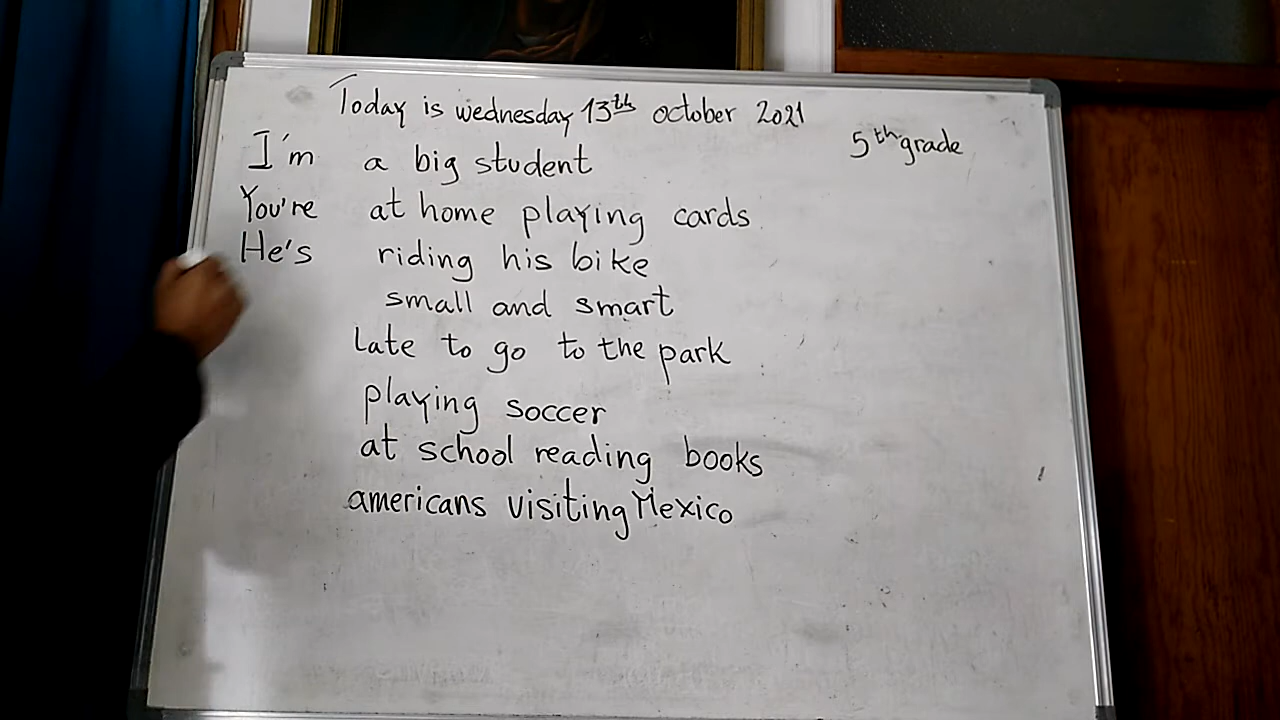 Today is wednesday 13th october 2021
5th grade
I'm a big student
You're at home playing cards
He's riding his bike
small and smart
Late to go to the park
playing soccer
at school reading books
americans visiting Mexico